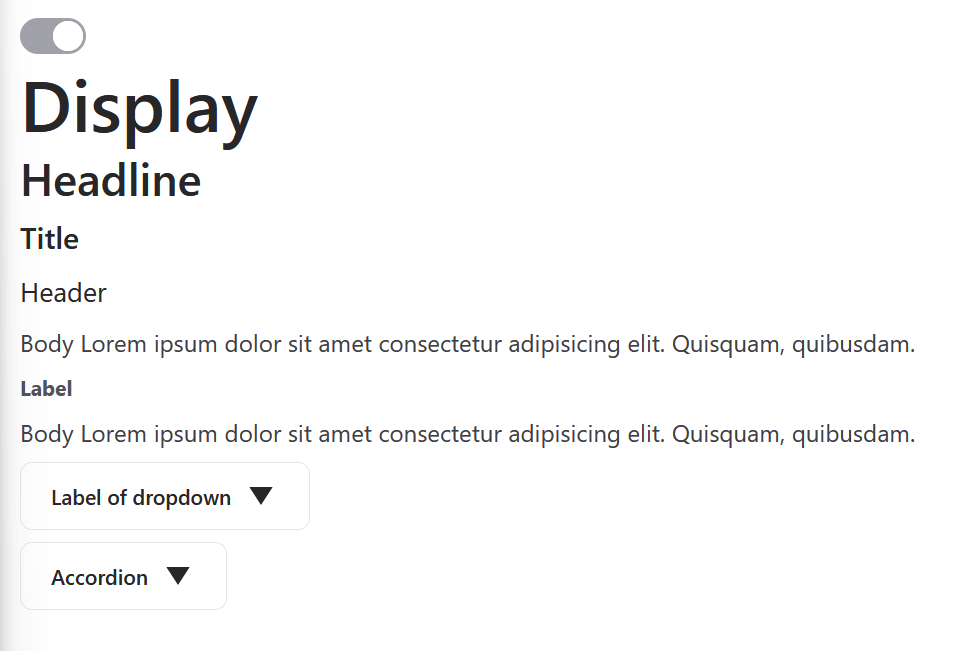 Display
Headline
Title
Header
Body Lorem ipsum dolor sit amet consectetur adipisicing elit. Quisquam, quibusdam.
Label
Body Lorem ipsum dolor sit amet consectetur adipisicing elit. Quisquam, quibusdam.
Label of dropdown
Accordion